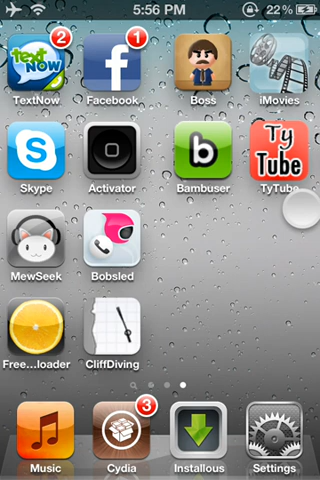 5:56 PM 22%
text NOW 2 1
TextNow Facebook Boss iMovies
Ty Tube
Skype Activator Bambuser TyTube
MewSeek Bobsled
Free...loader CliffDiving
3
Music Cydia Installous Settings